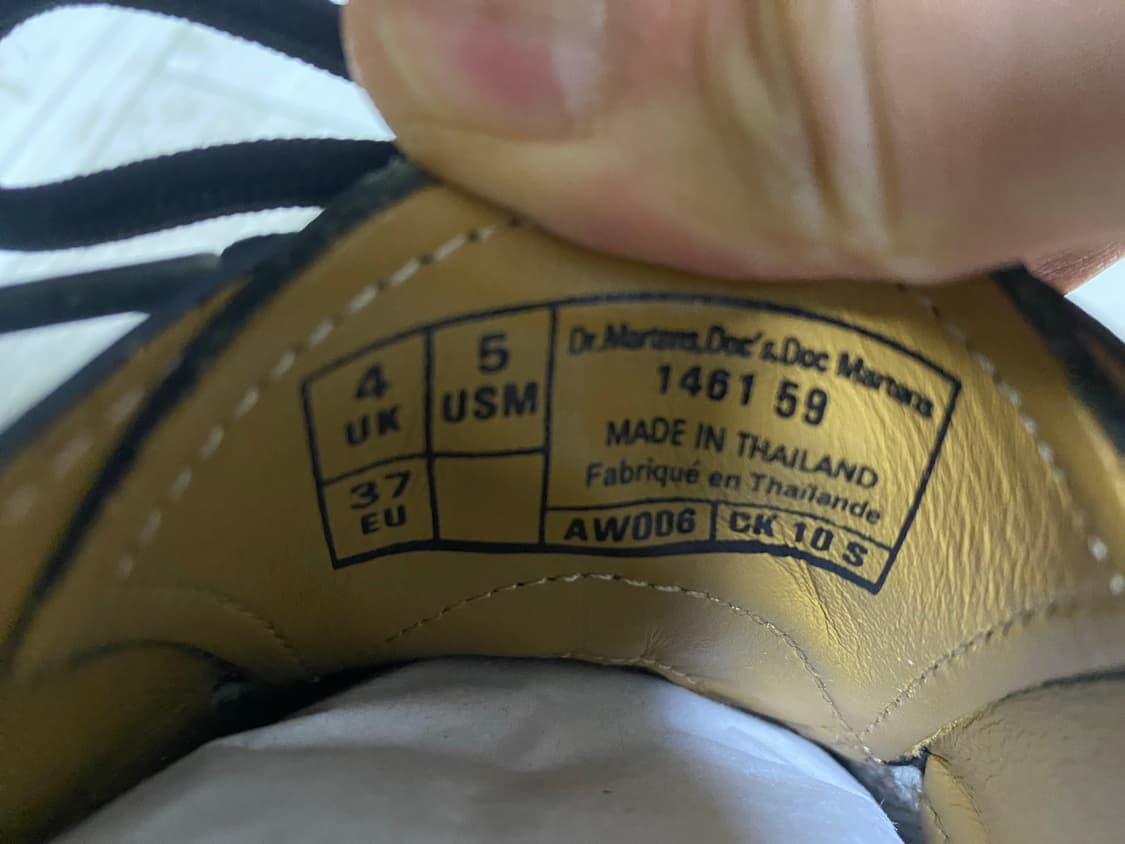 4
UK
5
USM
37
EU
Dr.Martens,Doc's,Doc Martens
1461 59
MADE IN THAILAND
Fabriqué en Thaïlande
AW006
CK 10 S